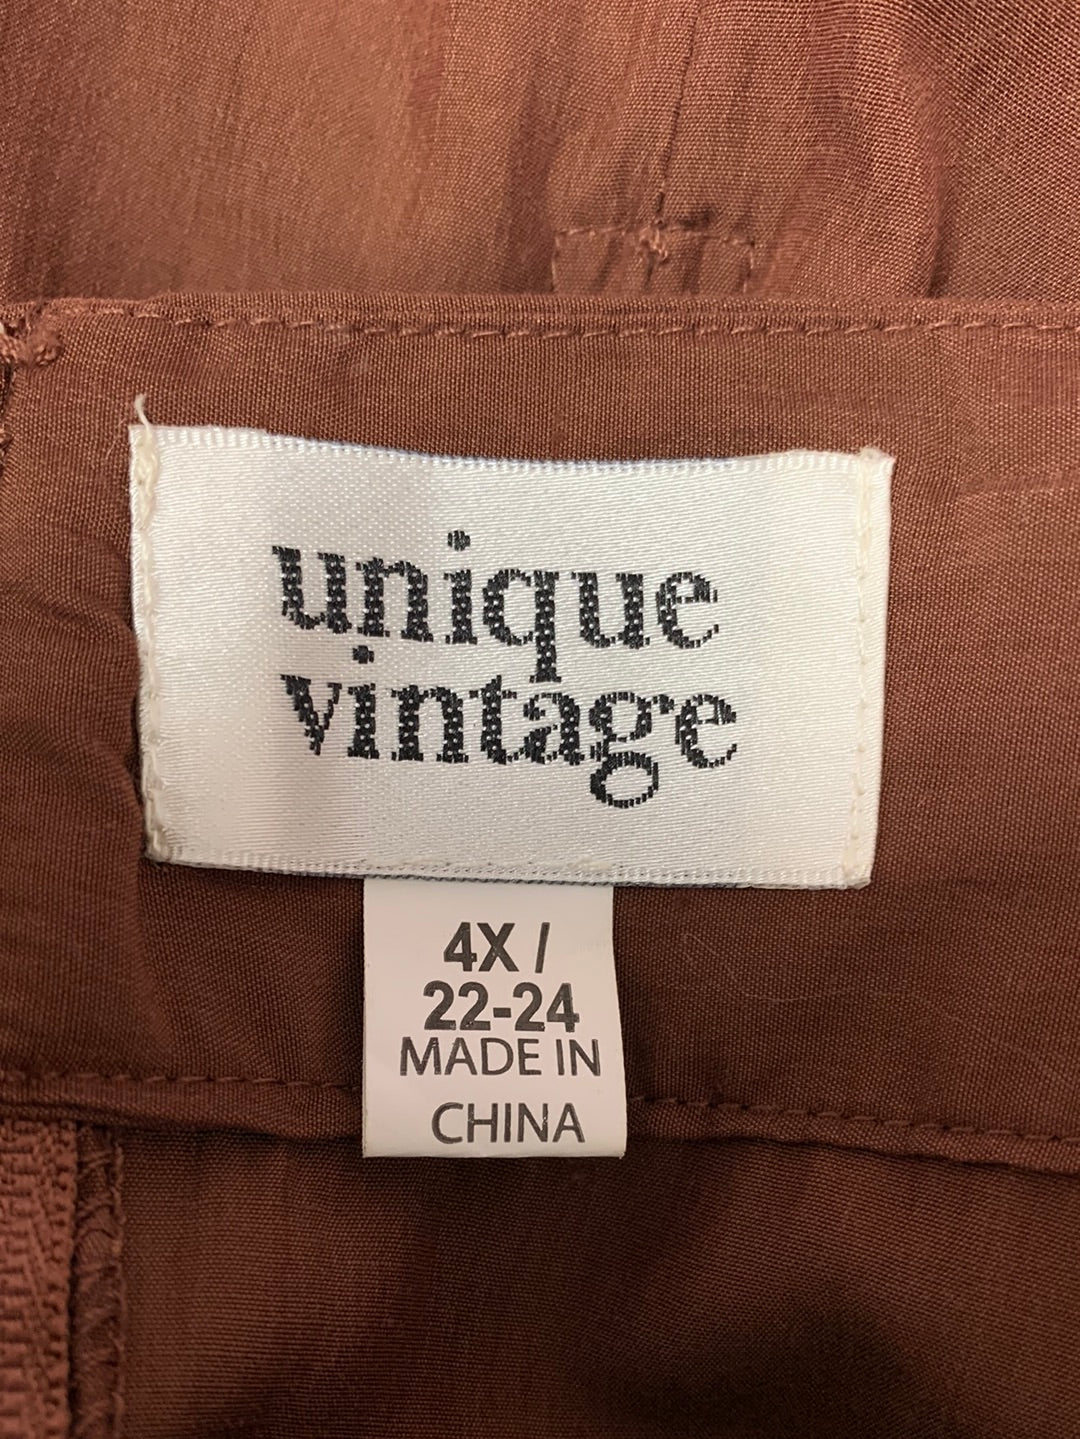 unique
vintage
4X /
22-24
MADE IN
CHINA